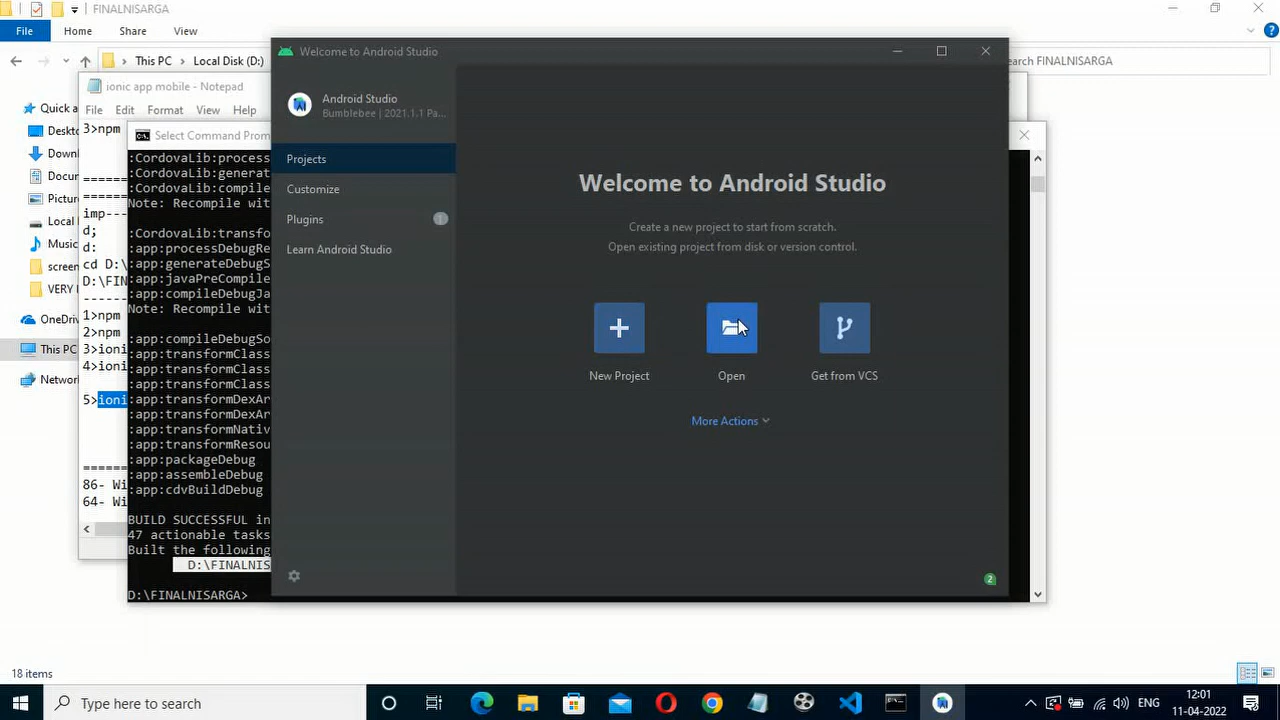 FINALNISARGA
File
Home
Share
View
This PC
Local Disk (D:)
earch FINALNISARGA
Quick a
Deskto
Downl
Docum
Picture
Local
Music
screen
VERY
OneDriv
This PC
Network
18 items
ionic app mobile - Notepad
File
Edit
Format
View
Help
3>npm
imp---
d;
d:
cd D:\
D:\FI
1>npm
2>npm
3>ioni
4>ioni
5>ioni
86- Wi
64- Wi
Select Command Prom
:CordovaLib:process
:CordovaLib:generat
:CordovaLib:compile
Note: Recompile wit
:CordovaLib:transfo
:app:processDebugRe
:app:generateDebugS
:app:javaPreCompile
:app:compileDebugJa
Note: Recompile wit
:app:compileDebugSo
:app:transformClass
:app:transformClass
:app:transformClass
:app:transformDexAr
:app:transformDexAr
:app:transformNativ
:app:transformResou
:app:packageDebug
:app:assembleDebug
:app:cdvBuildDebug
BUILD SUCCESSFUL in
47 actionable tasks
Built the following
D:\FINALNIS
D:\FINALNISARGA>
Welcome to Android Studio
Android Studio
Bumblebee | 2021.1.1 Pa...
Projects
Customize
Plugins
1
Learn Android Studio
Welcome to Android Studio
Create a new project to start from scratch.
Open existing project from disk or version control.
New Project
Open
Get from VCS
More Actions
2
Type here to search
ENG
12:01
11-04-2022